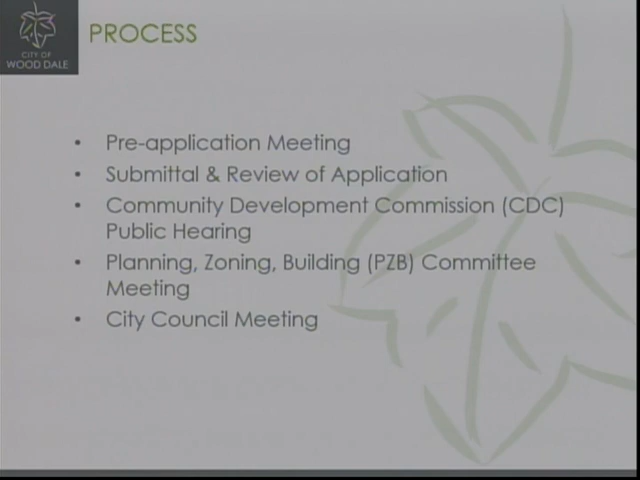 CITY OF
WOOD DALE
PROCESS
• Pre-application Meeting
• Submittal & Review of Application
• Community Development Commission (CDC)
Public Hearing
• Planning, Zoning, Building (PZB) Committee
Meeting
• City Council Meeting